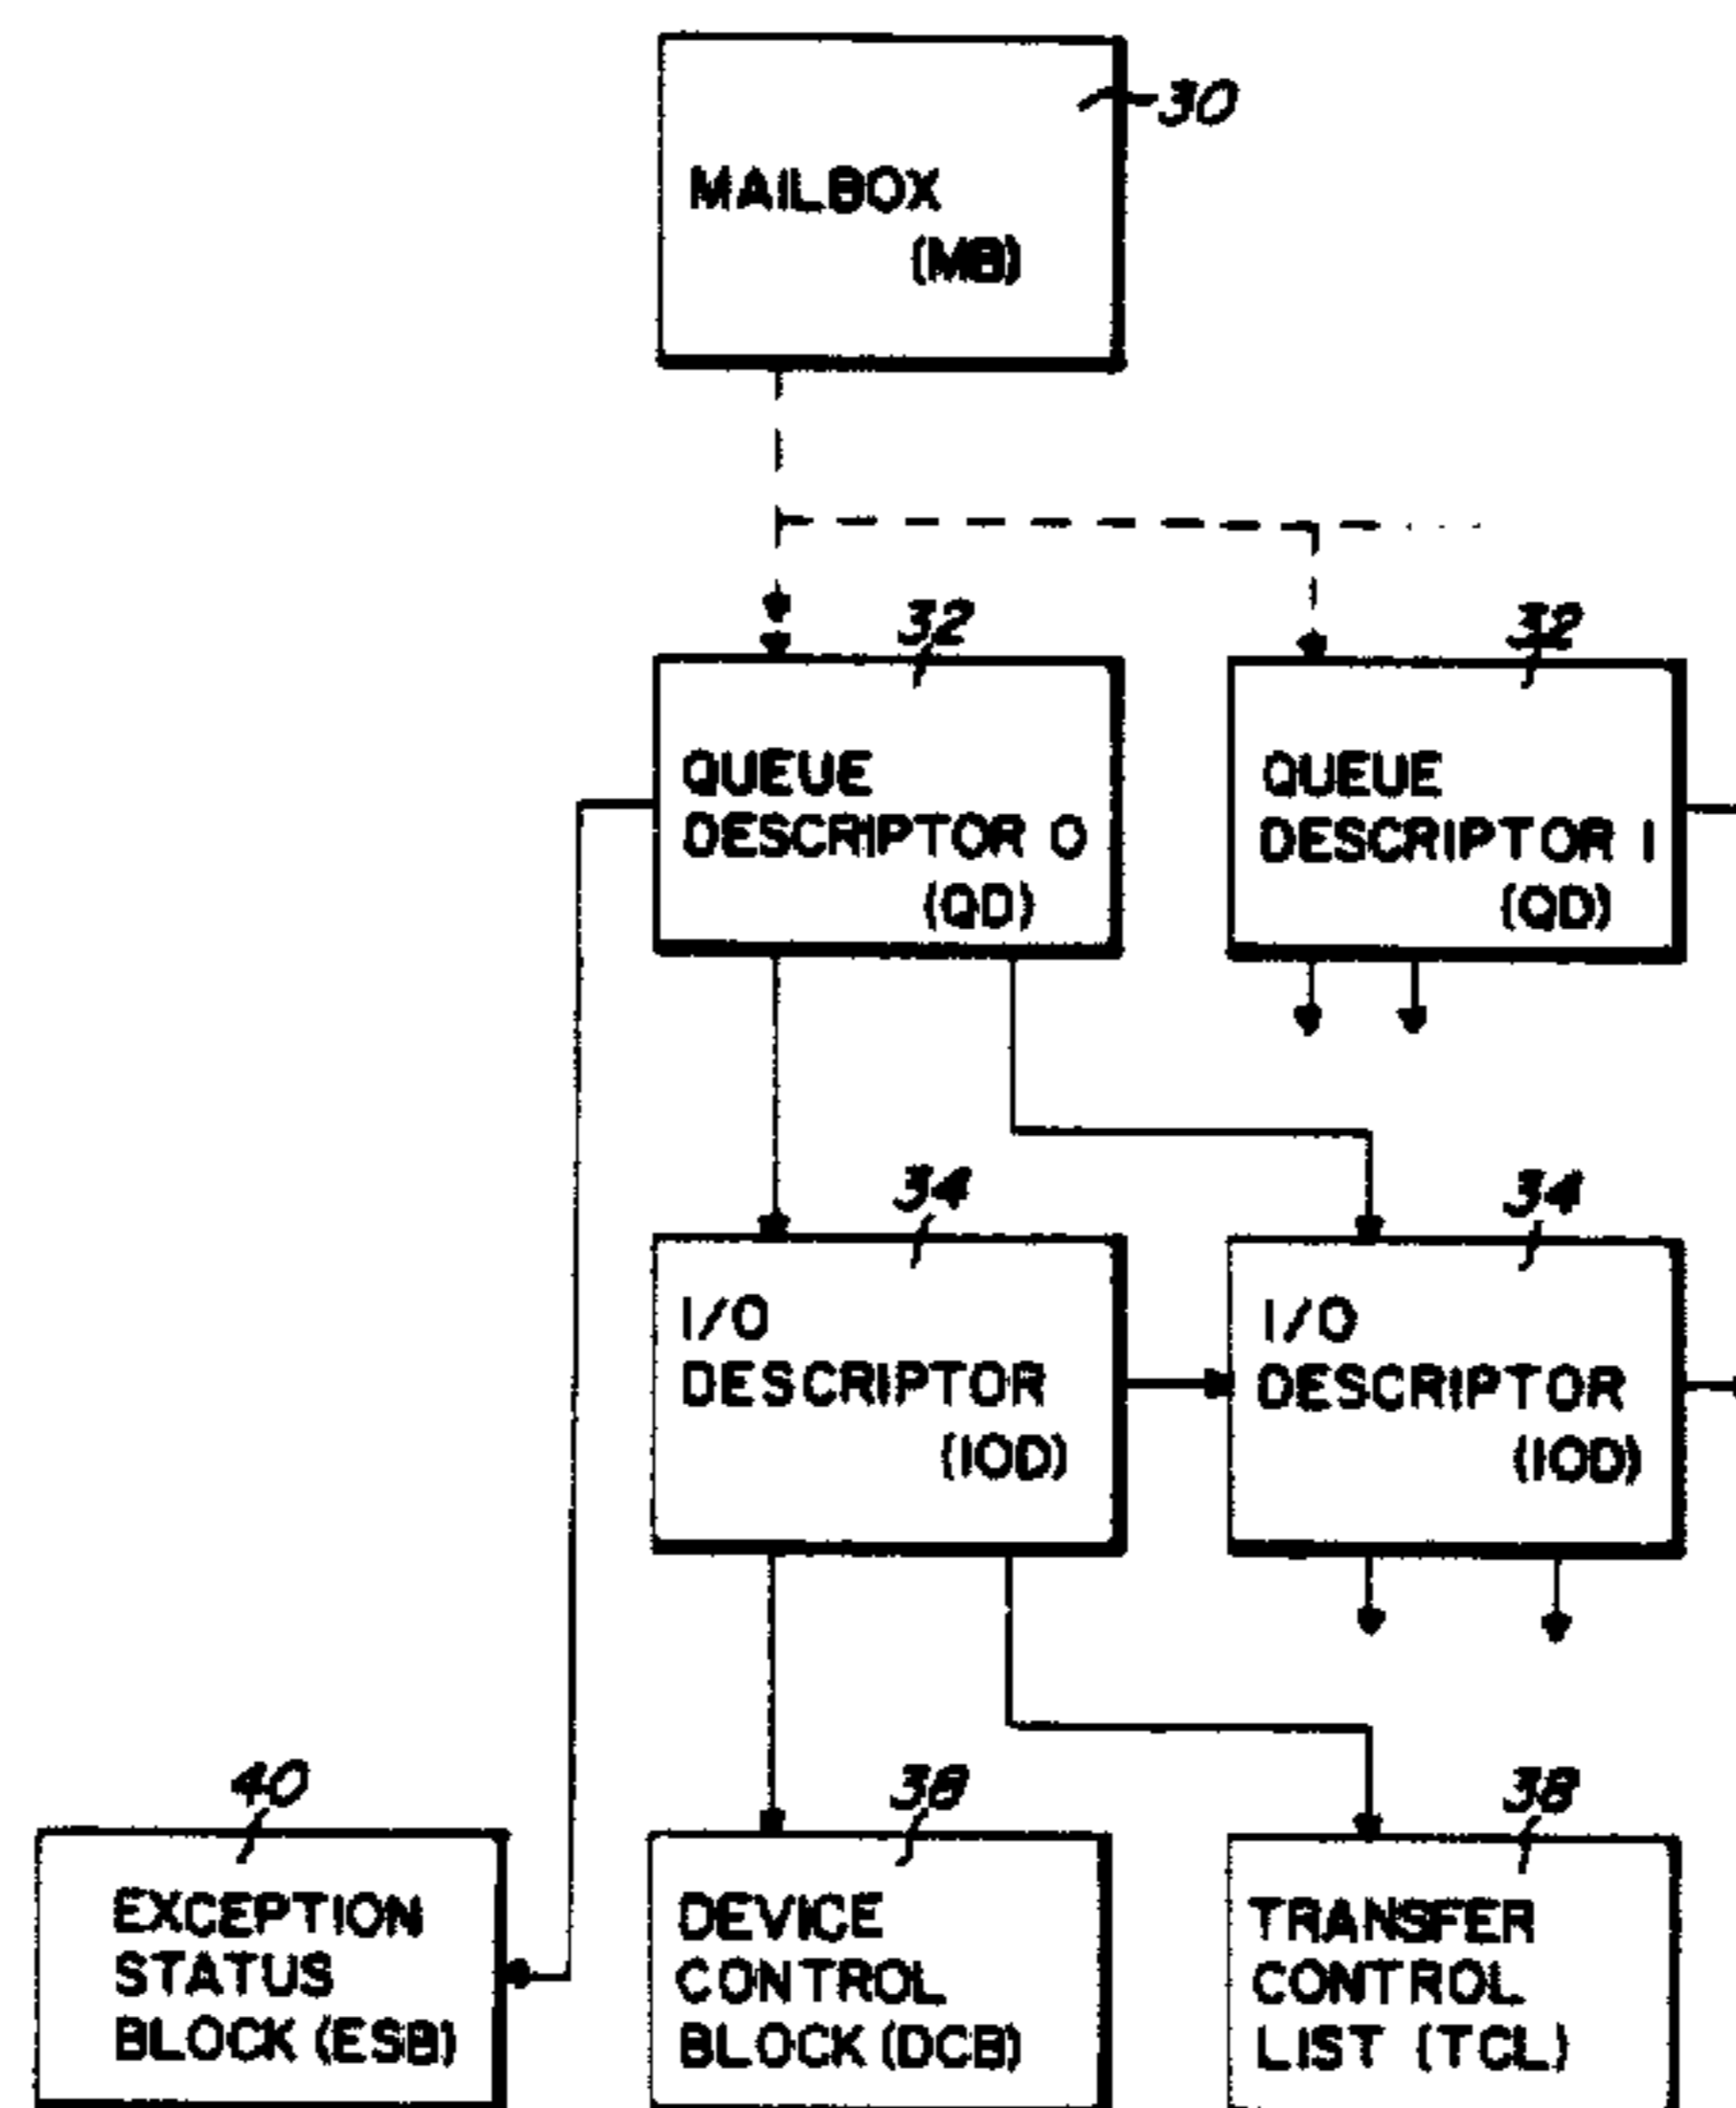 30
MAILBOX
(MB)
32
QUEUE
DESCRIPTOR 0
(QD)
32
QUEUE
DESCRIPTOR 1
(QD)
34
I/O
DESCRIPTOR
(IOD)
34
I/O
DESCRIPTOR
(IOD)
40
EXCEPTION
STATUS
BLOCK (ESB)
38
DEVICE
CONTROL
BLOCK (DCB)
38
TRANSFER
CONTROL
LIST (TCL)